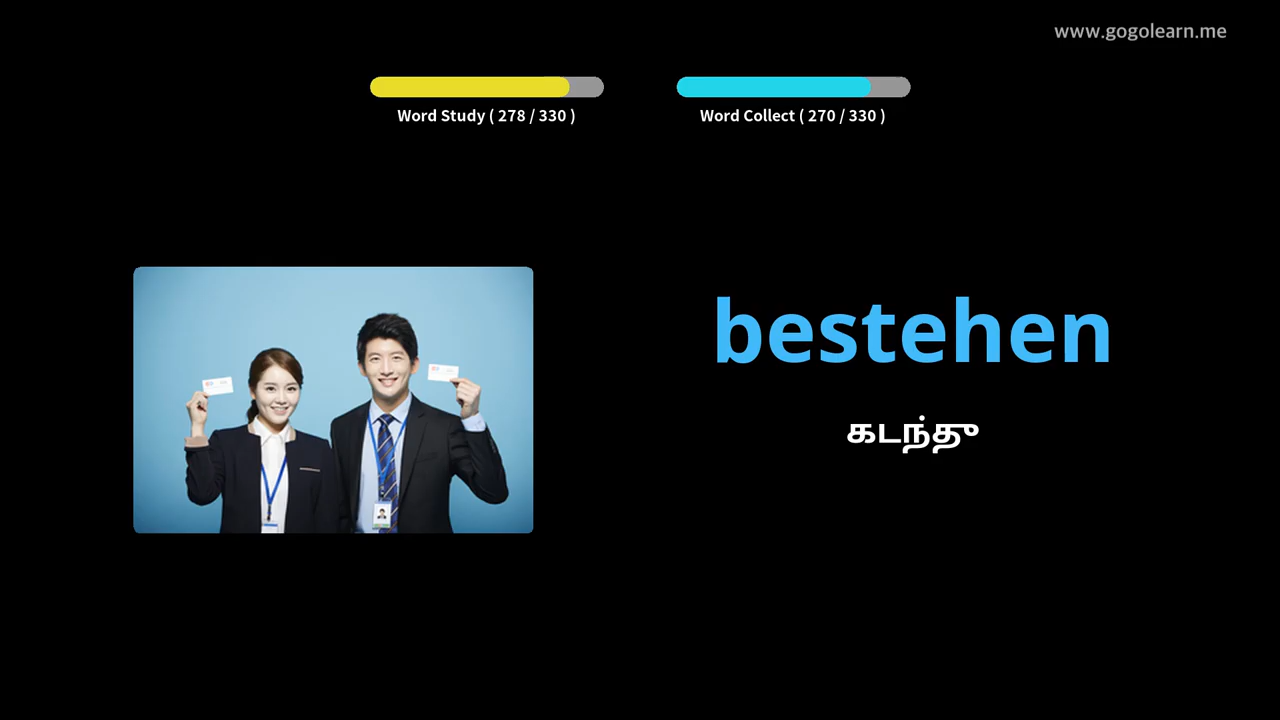 www.gogolearn.me
Word Study ( 278 / 330 )
Word Collect ( 270 / 330 )
bestehen
கடந்து